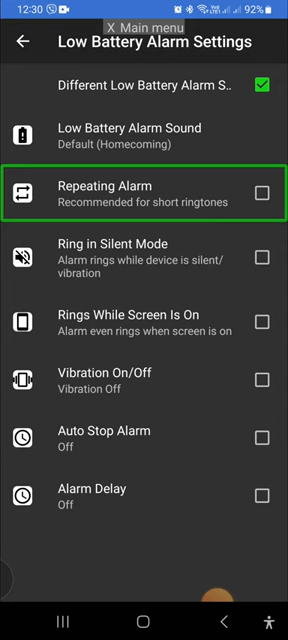 12:30
92%
X Main menu
Low Battery Alarm Settings
Different Low Battery Alarm S..
Low Battery Alarm Sound
Default (Homecoming)
Repeating Alarm
Recommended for short ringtones
Ring in Silent Mode
Alarm rings while device is silent/
vibration
Rings While Screen Is On
Alarm even rings when screen is on
Vibration On/Off
Vibration Off
Auto Stop Alarm
Off
Alarm Delay
Off